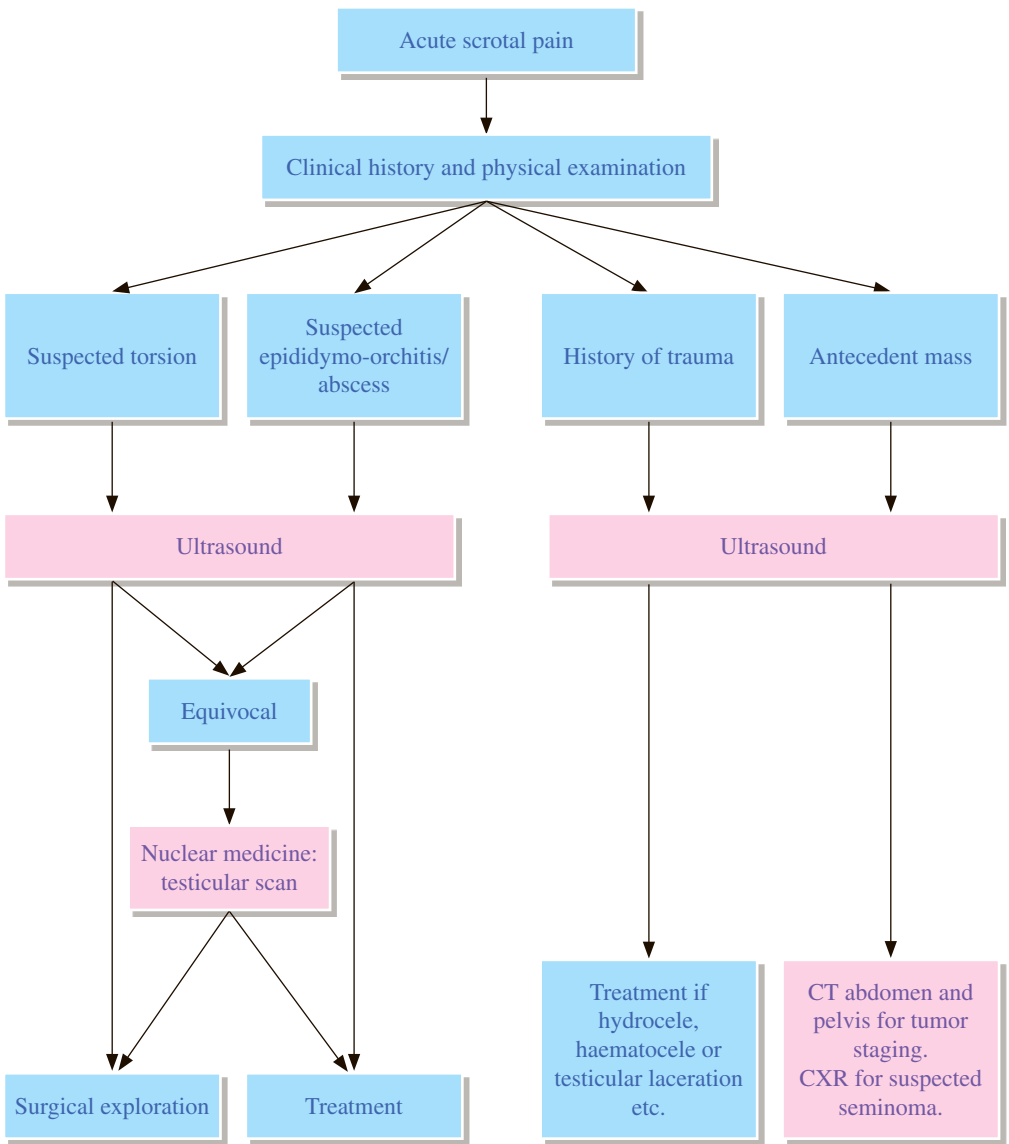 Acute scrotal pain
Clinical history and physical examination
Suspected torsion
Suspected
epididymo-orchitis/
abscess
History of trauma
Antecedent mass
Ultrasound
Ultrasound
Equivocal
Nuclear medicine:
testicular scan
Surgical exploration
Treatment
Treatment if
hydrocele,
haematocele or
testicular laceration
etc.
CT abdomen and
pelvis for tumor
staging.
CXR for suspected
seminoma.